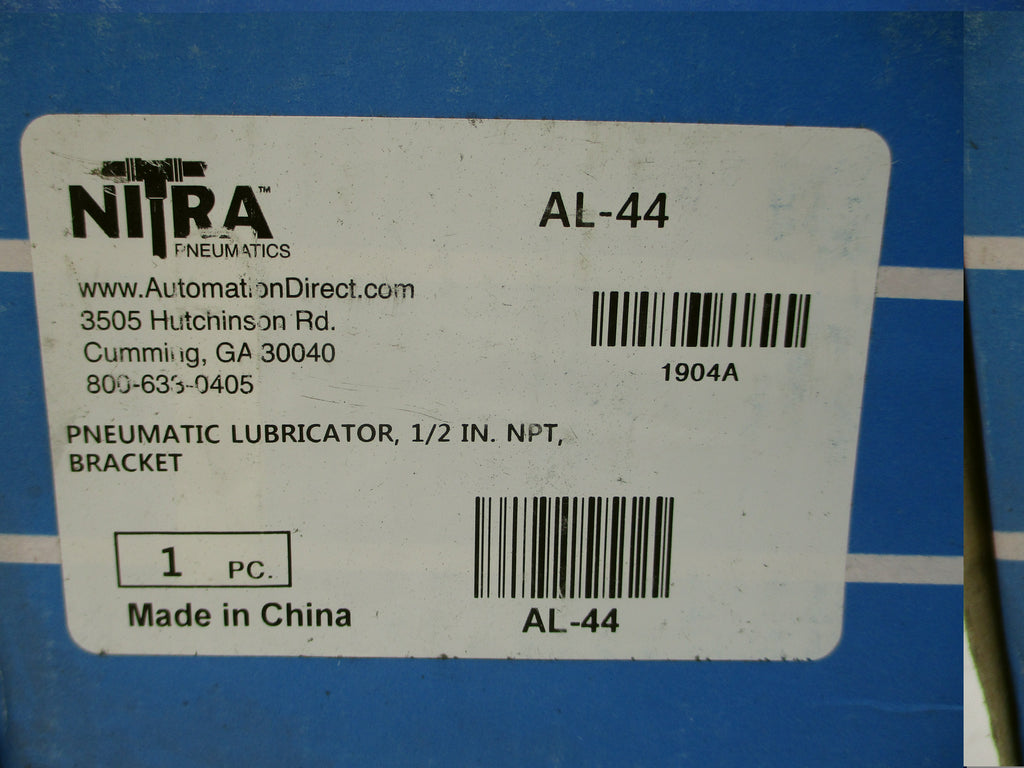 NITRA™
PNEUMATICS
AL-44
www.AutomationDirect.com
3505 Hutchinson Rd.
Cumming, GA 30040
800-633-0405
1904A
PNEUMATIC LUBRICATOR, 1/2 IN. NPT,
BRACKET
1 PC.
Made in China
AL-44